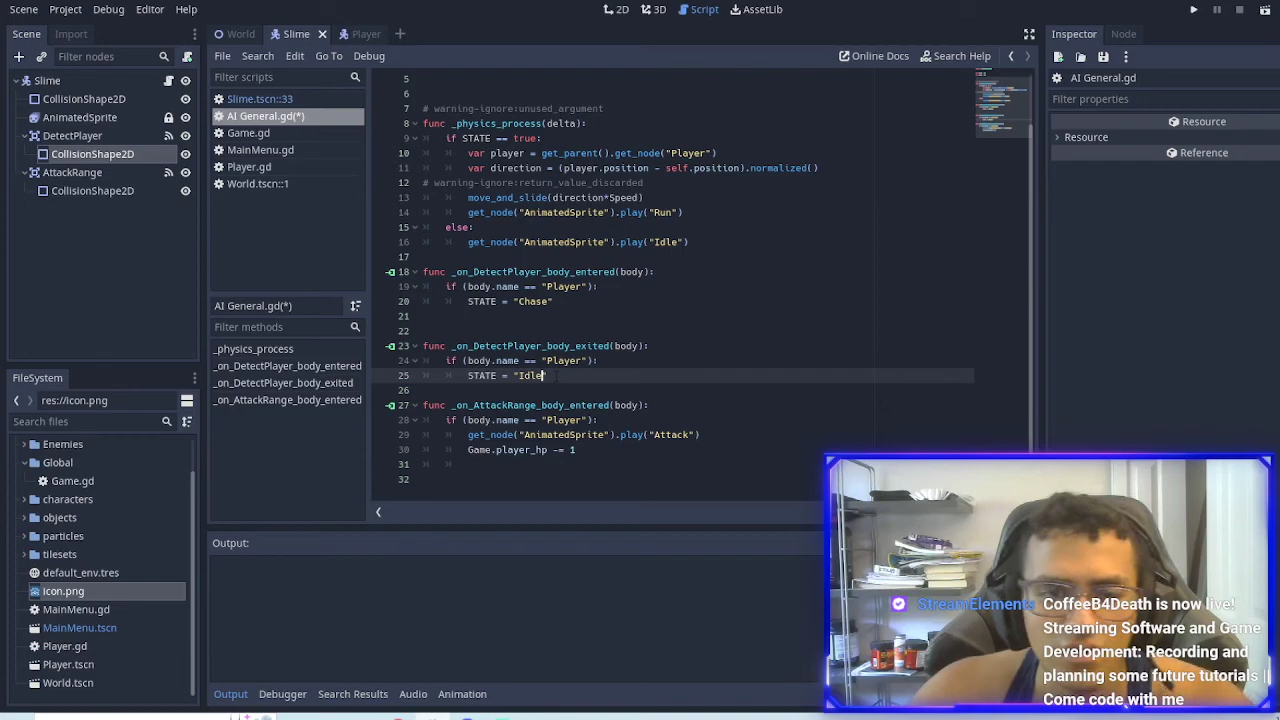 Scene Project Debug Editor Help
2D 3D Script AssetLib
Scene Import
World Slime Player
Inspector Node
Filter nodes
File Search Edit Go To Debug
Online Docs Search Help
Slime
CollisionShape2D
AnimatedSprite
DetectPlayer
CollisionShape2D
AttackRange
CollisionShape2D
Filter scripts
Slime.tscn::33
AI General.gd(*)
Game.gd
MainMenu.gd
Player.gd
World.tscn::1
AI General.gd(*)
Filter methods
_physics_process
_on_DetectPlayer_body_entered
_on_DetectPlayer_body_exited
_on_AttackRange_body_entered
5
6
7 # warning-ignore:unused_argument
8 func _physics_process(delta):
9 if STATE == true:
10 var player = get_parent().get_node("Player")
11 var direction = (player.position - self.position).normalized()
12 # warning-ignore:return_value_discarded
13 move_and_slide(direction*Speed)
14 get_node("AnimatedSprite").play("Run")
15 else:
16 get_node("AnimatedSprite").play("Idle")
17
18 func _on_DetectPlayer_body_entered(body):
19 if (body.name == "Player"):
20 STATE = "Chase"
21
22
23 func _on_DetectPlayer_body_exited(body):
24 if (body.name == "Player"):
25 STATE = "Idle"
26
27 func _on_AttackRange_body_entered(body):
28 if (body.name == "Player"):
29 get_node("AnimatedSprite").play("Attack")
30 Game.player_hp -= 1
31
32
AI General.gd
Filter properties
Resource
Resource
Reference
FileSystem
res://icon.png
Search files
Enemies
Global
Game.gd
characters
objects
particles
tilesets
default_env.tres
icon.png
MainMenu.gd
MainMenu.tscn
Player.gd
Player.tscn
World.tscn
Output:
Output Debugger Search Results Audio Animation
StreamElements CoffeeB4Death is now live!
Streaming Software and Game
Development: Recording and
planning some future tutorials |
Come code with me